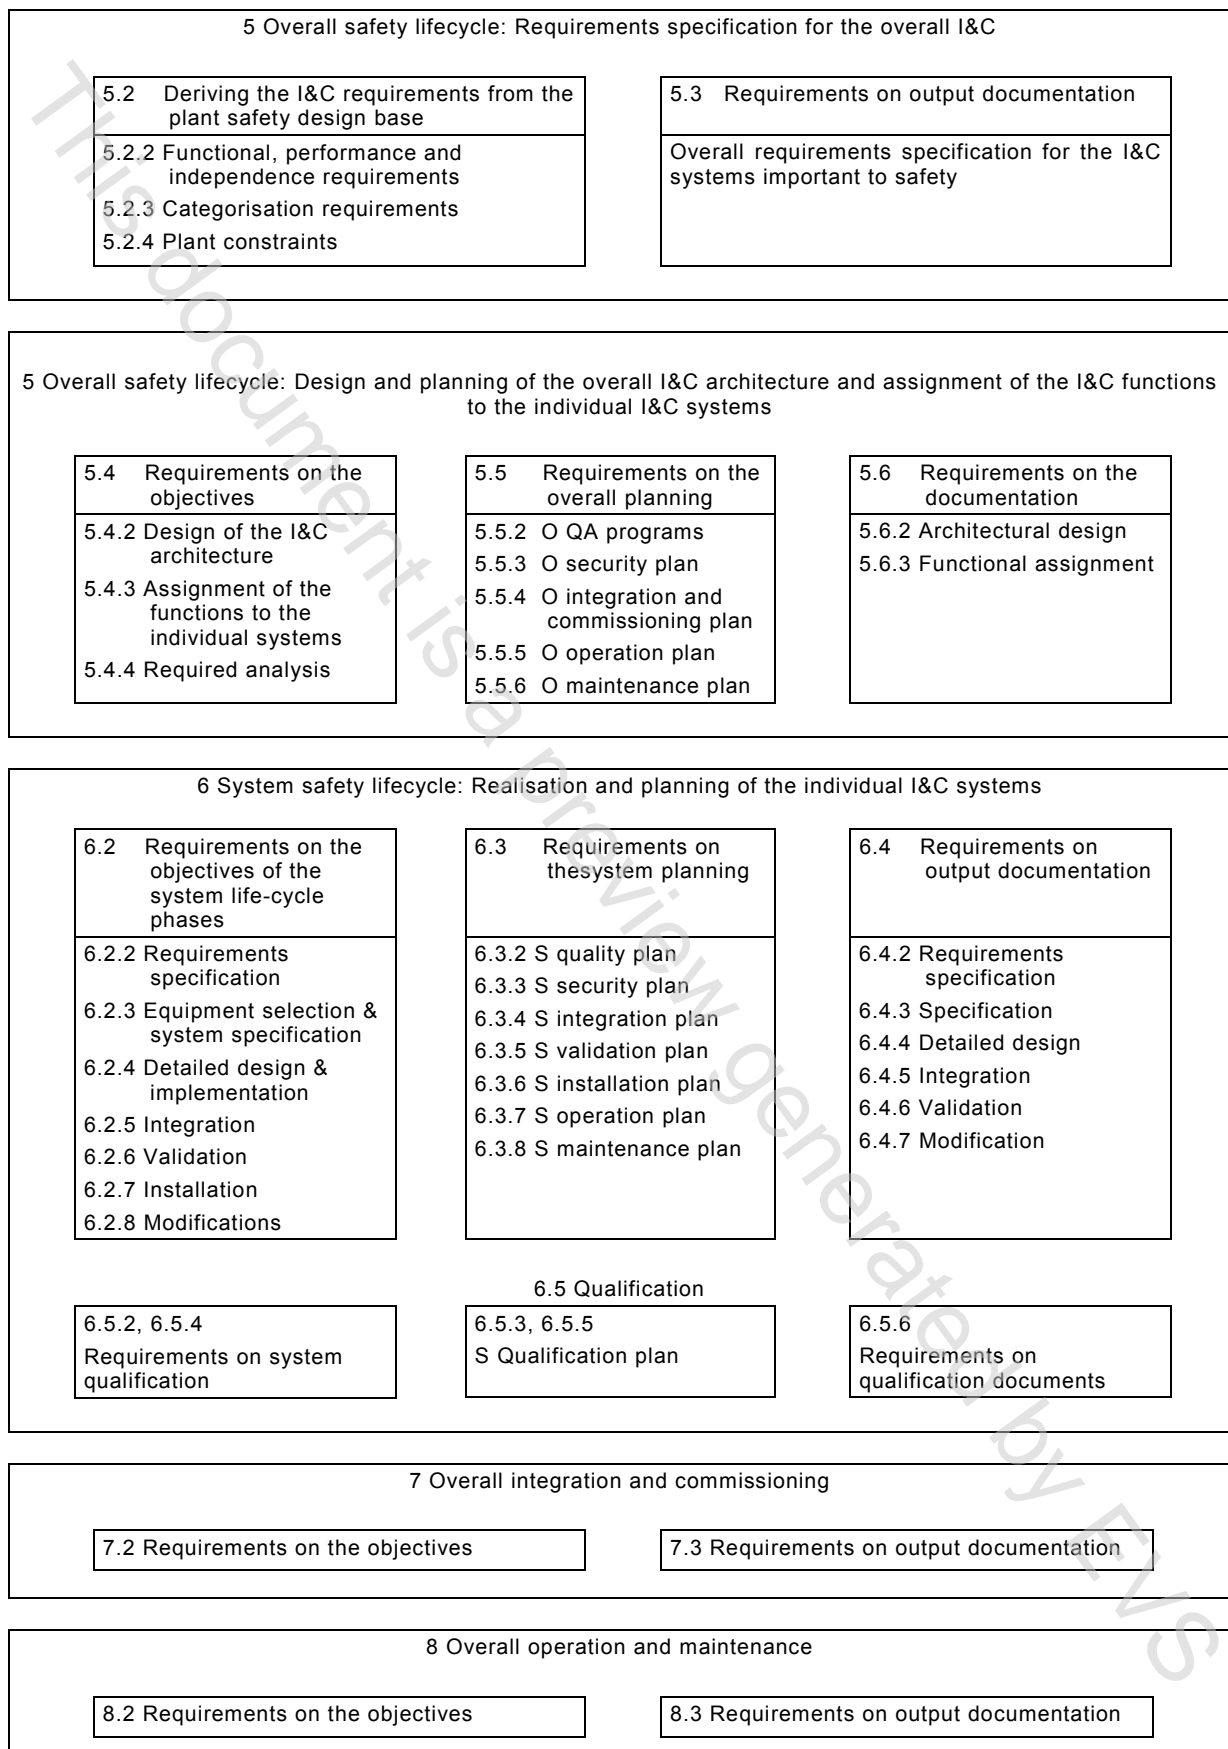 5 Overall safety lifecycle: Requirements specification for the overall I&C
5.2 Deriving the I&C requirements from the
plant safety design base
5.2.2 Functional, performance and
independence requirements
5.2.3 Categorisation requirements
5.2.4 Plant constraints
5.3 Requirements on output documentation
Overall requirements specification for the I&C
systems important to safety
5 Overall safety lifecycle: Design and planning of the overall I&C architecture and assignment of the I&C functions
to the individual I&C systems
5.4 Requirements on the
objectives
5.4.2 Design of the I&C
architecture
5.4.3 Assignment of the
functions to the
individual systems
5.4.4 Required analysis
5.5 Requirements on the
overall planning
5.5.2 O QA programs
5.5.3 O security plan
5.5.4 O integration and
commissioning plan
5.5.5 O operation plan
5.5.6 O maintenance plan
5.6 Requirements on the
documentation
5.6.2 Architectural design
5.6.3 Functional assignment
6 System safety lifecycle: Realisation and planning of the individual I&C systems
6.2 Requirements on the
objectives of the
system life-cycle
phases
6.2.2 Requirements
specification
6.2.3 Equipment selection &
system specification
6.2.4 Detailed design &
implementation
6.2.5 Integration
6.2.6 Validation
6.2.7 Installation
6.2.8 Modifications
6.3 Requirements on
thesystem planning
6.3.2 S quality plan
6.3.3 S security plan
6.3.4 S integration plan
6.3.5 S validation plan
6.3.6 S installation plan
6.3.7 S operation plan
6.3.8 S maintenance plan
6.4 Requirements on
output documentation
6.4.2 Requirements
specification
6.4.3 Specification
6.4.4 Detailed design
6.4.5 Integration
6.4.6 Validation
6.4.7 Modification
6.5 Qualification
6.5.2, 6.5.4
Requirements on system
qualification
6.5.3, 6.5.5
S Qualification plan
6.5.6
Requirements on
qualification documents
7 Overall integration and commissioning
7.2 Requirements on the objectives
7.3 Requirements on output documentation
8 Overall operation and maintenance
8.2 Requirements on the objectives
8.3 Requirements on output documentation
This document is a preview generated by EVS